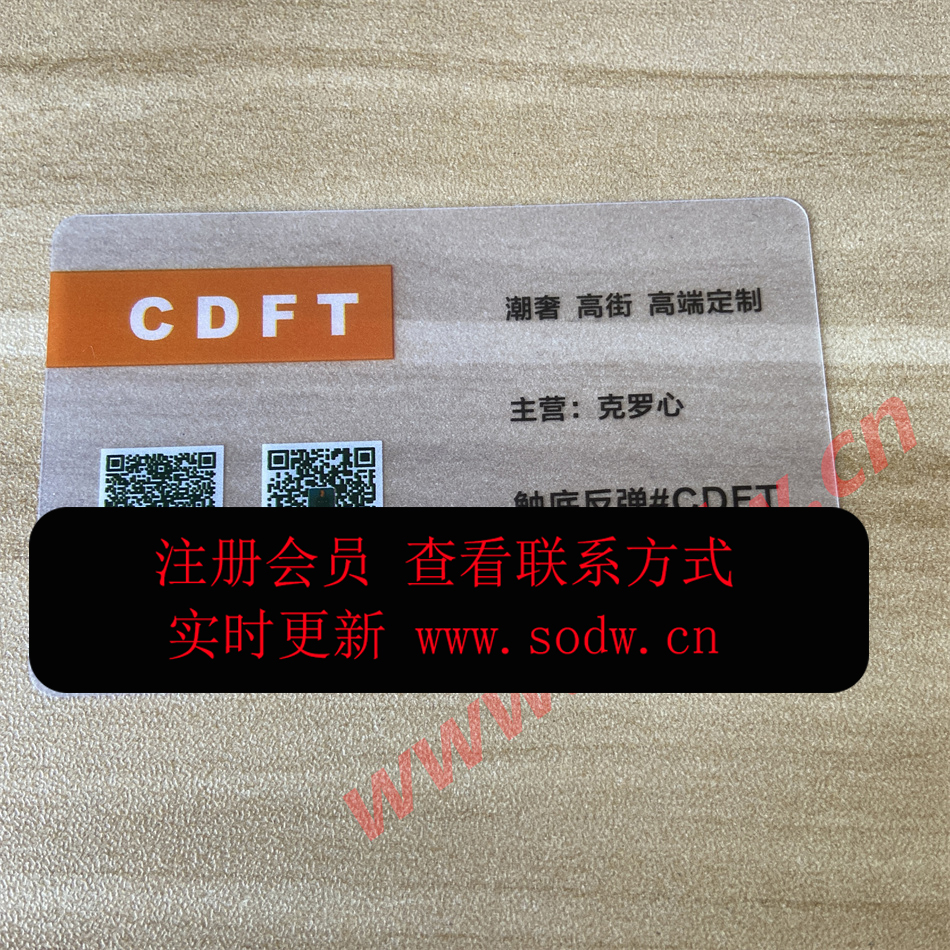 CDFT
潮奢 高街 高端定制
主营：克罗心
触底反弹#CDFT
注册会员 查看联系方式
实时更新 www.sodw.cn